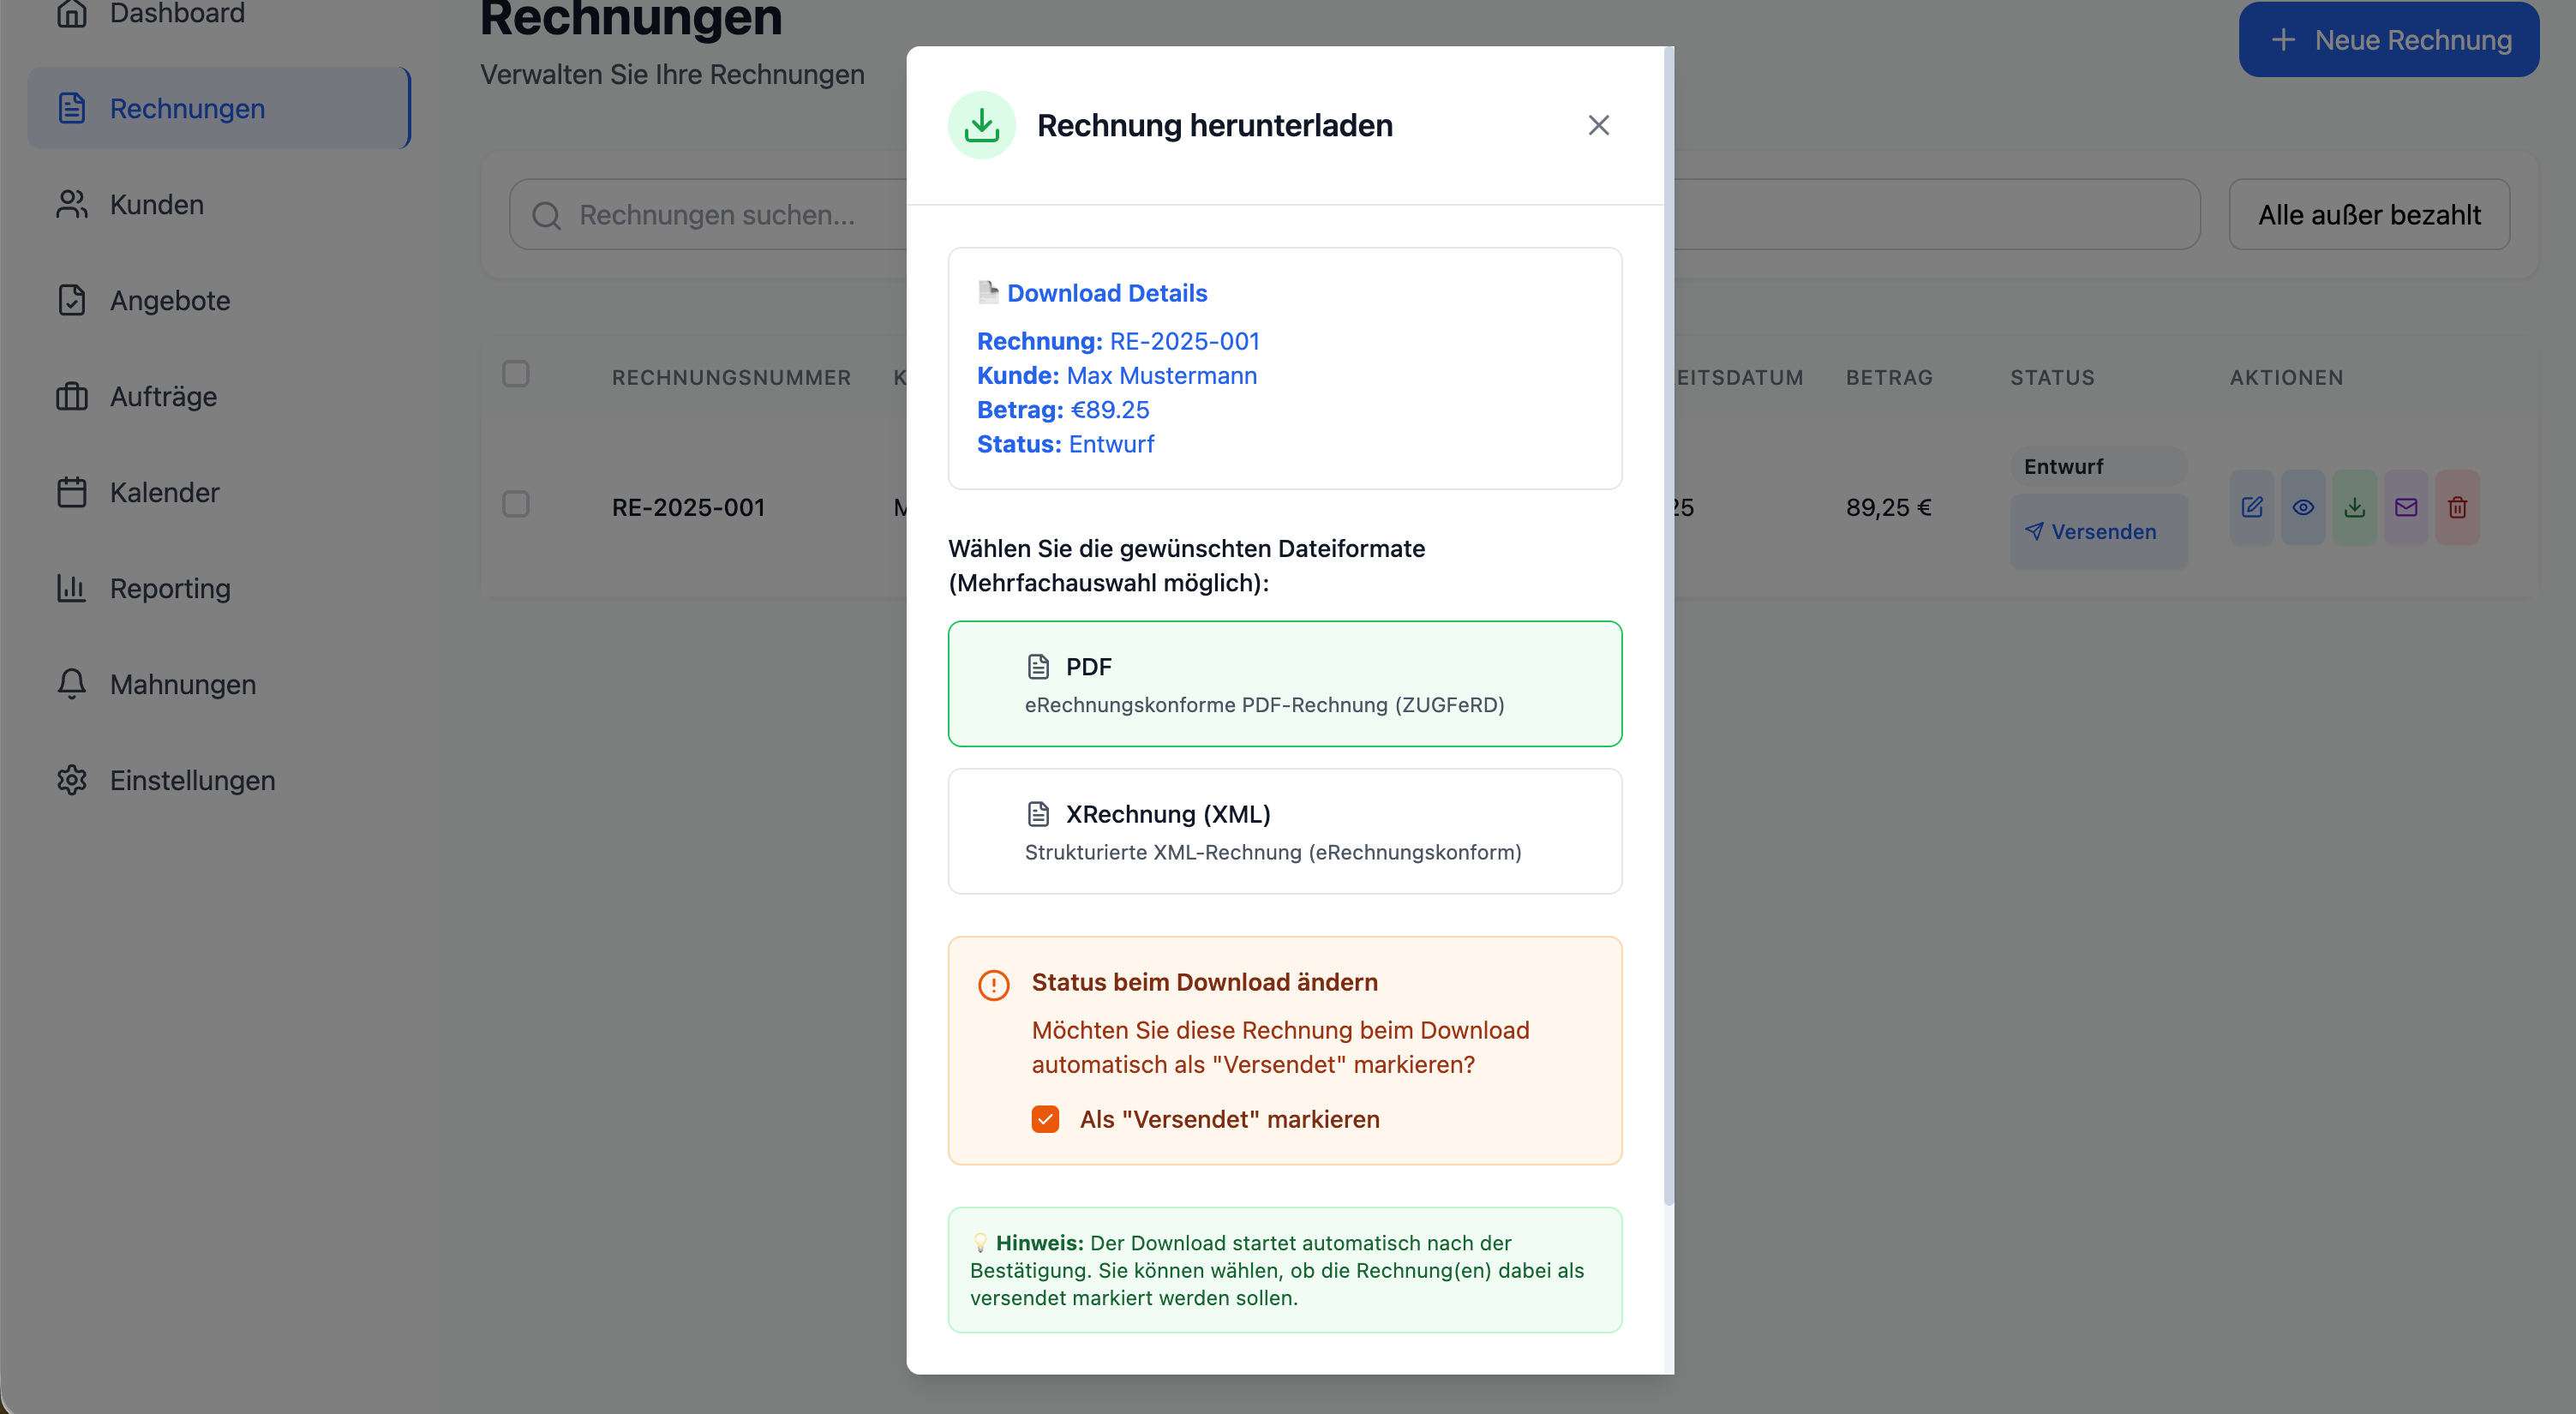 Dashboard
Rechnungen
Kunden
Angebote
Aufträge
Kalender
Reporting
Mahnungen
Einstellungen
Rechnungen
Verwalten Sie Ihre Rechnungen
Neue Rechnung
Rechnungen suchen...
Alle außer bezahlt
RECHNUNGSNUMMER
BETRAG
STATUS
AKTIONEN
RE-2025-001
89,25 €
Entwurf
Versenden
Rechnung herunterladen
Download Details
Rechnung: RE-2025-001
Kunde: Max Mustermann
Betrag: €89.25
Status: Entwurf
Wählen Sie die gewünschten Dateiformate
(Mehrfachauswahl möglich):
PDF
eRechnungskonforme PDF-Rechnung (ZUGFeRD)
XRechnung (XML)
Strukturierte XML-Rechnung (eRechnungskonform)
Status beim Download ändern
Möchten Sie diese Rechnung beim Download
automatisch als "Versendet" markieren?
Als "Versendet" markieren
Hinweis: Der Download startet automatisch nach der
Bestätigung. Sie können wählen, ob die Rechnung(en) dabei als
versendet markiert werden sollen.